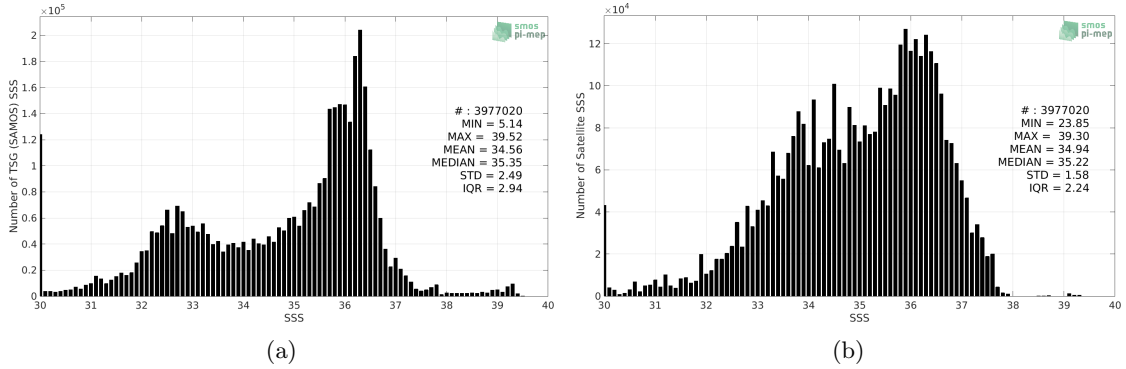 ×10⁵
2
1.8
1.6
1.4
1.2
1
0.8
0.6
0.4
0.2
0
Number of TSG (SAMOS) SSS
smos
pi-mep
# : 3977020
MIN = 5.14
MAX = 39.52
MEAN = 34.56
MEDIAN = 35.35
STD = 2.49
IQR = 2.94
30 31 32 33 34 35 36 37 38 39 40
SSS
(a)
×10⁴
12
10
8
6
4
2
0
Number of Satellite SSS
smos
pi-mep
# : 3977020
MIN = 23.85
MAX = 39.30
MEAN = 34.94
MEDIAN = 35.22
STD = 1.58
IQR = 2.24
30 31 32 33 34 35 36 37 38 39 40
SSS
(b)